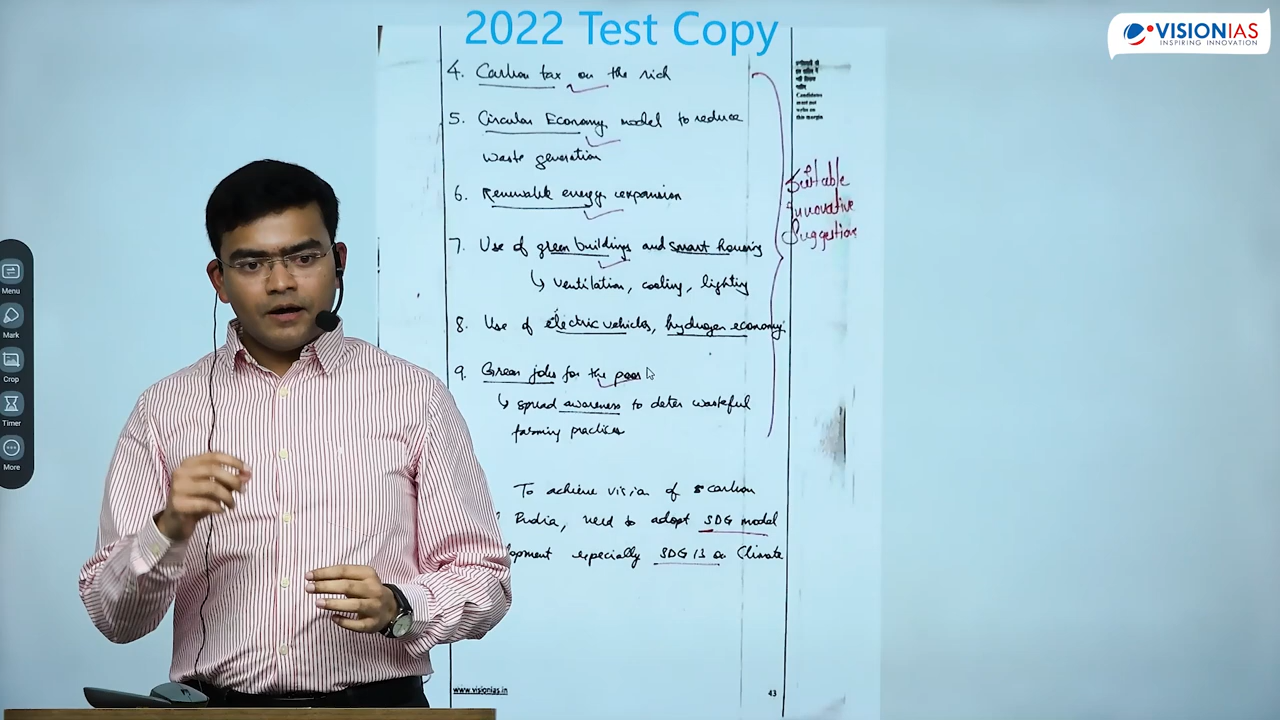 2022 Test Copy
VISIONIAS
INSPIRING INNOVATION
4. Carbon tax on the rich
5. Circular Economy model to reduce
waste generation
6. Renewable energy expansion
7. Use of green buildings and smart housing
↳ ventilation, cooling, lighting
8. Use of electric vehicles, hydrogen economy
9. Green jobs for the poor
↳ spread awareness to deter wasteful
farming practices
To achieve vision of carbon
India, need to adopt SDG model
lopment especially SDG 13 on Climate
Suitable
Innovative
Suggestions
Candidates
must not
write on
this margin
Menu
Mark
Crop
Timer
More
www.visionias.in
43